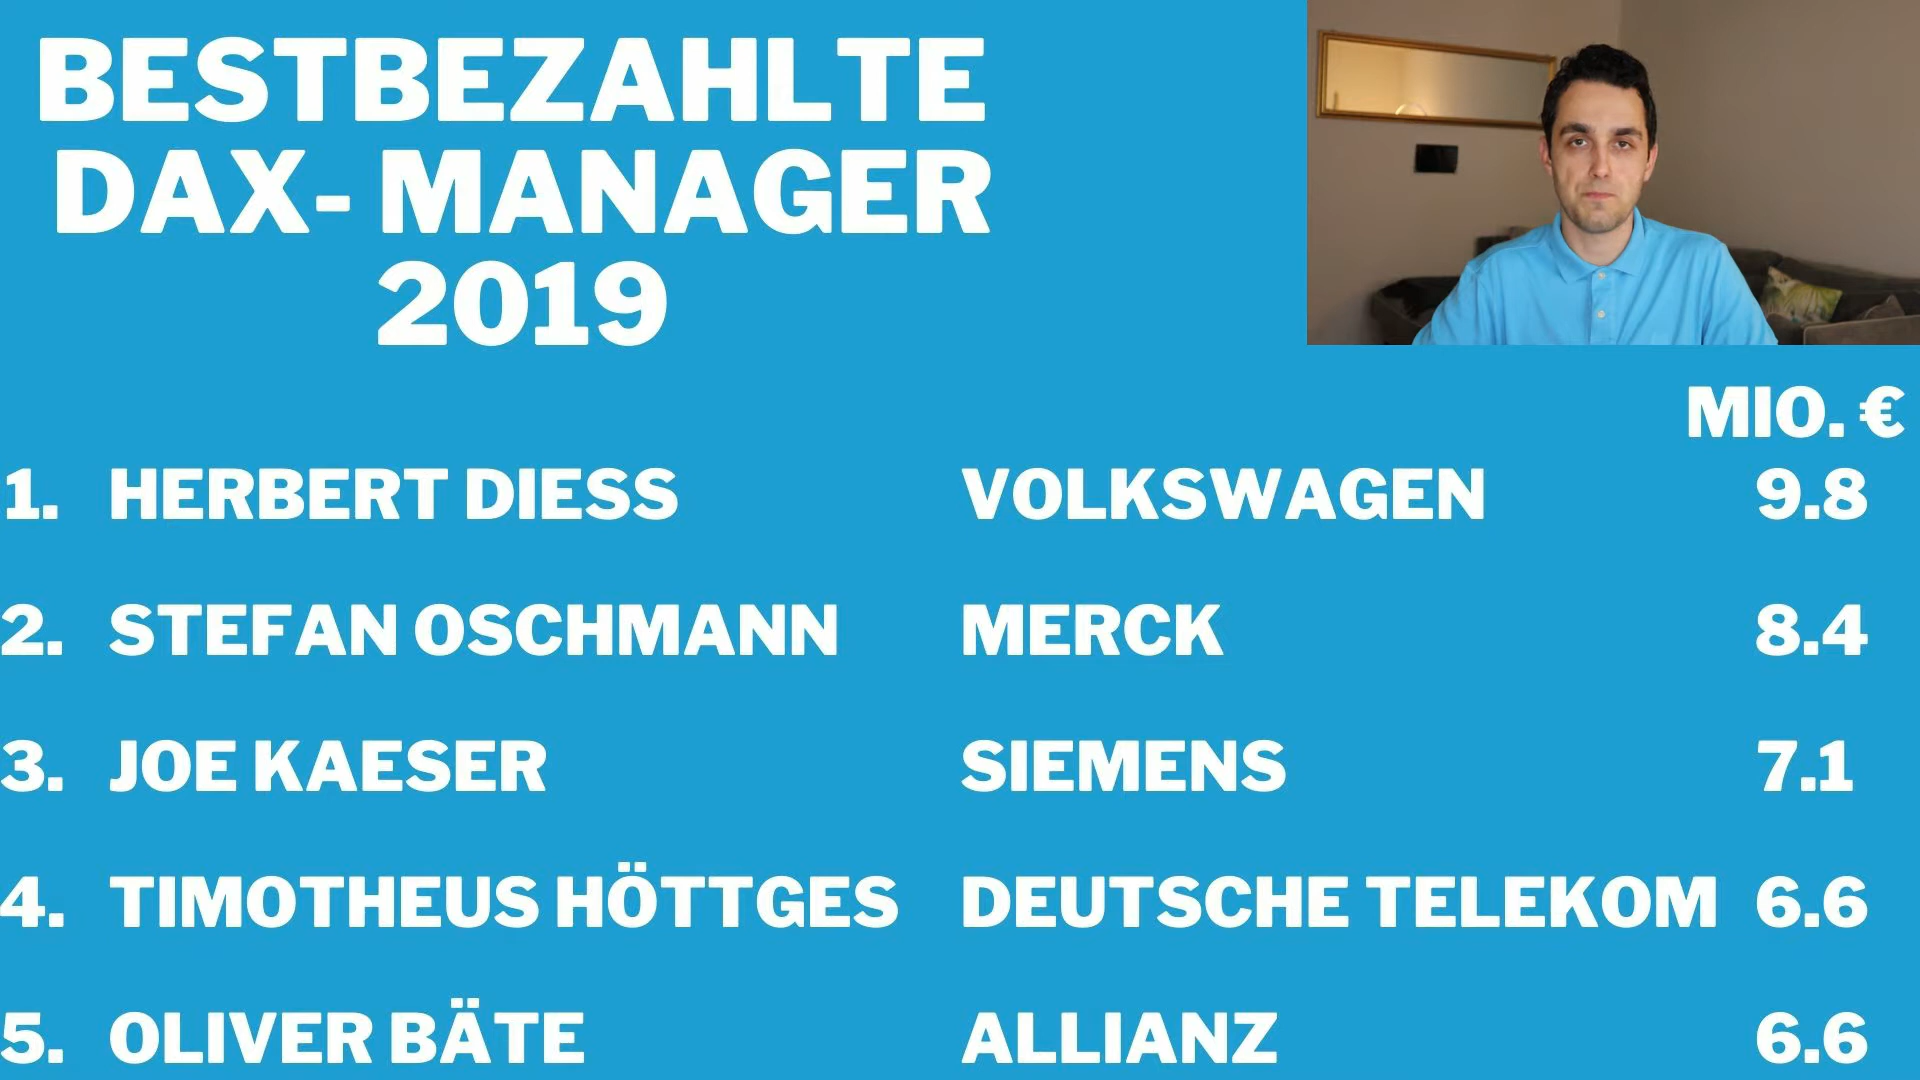 BESTBEZAHLTE
DAX- MANAGER
2019
MIO. €
1. HERBERT DIESS VOLKSWAGEN 9.8
2. STEFAN OSCHMANN MERCK 8.4
3. JOE KAESER SIEMENS 7.1
4. TIMOTHEUS HÖTTGES DEUTSCHE TELEKOM 6.6
5. OLIVER BÄTE ALLIANZ 6.6